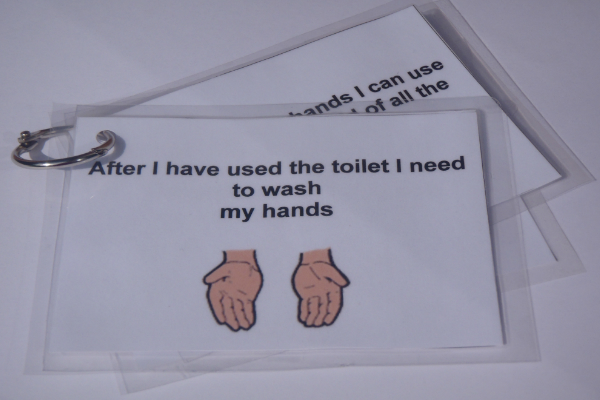 hands I can use
of all the
After I have used the toilet I need
to wash
my hands